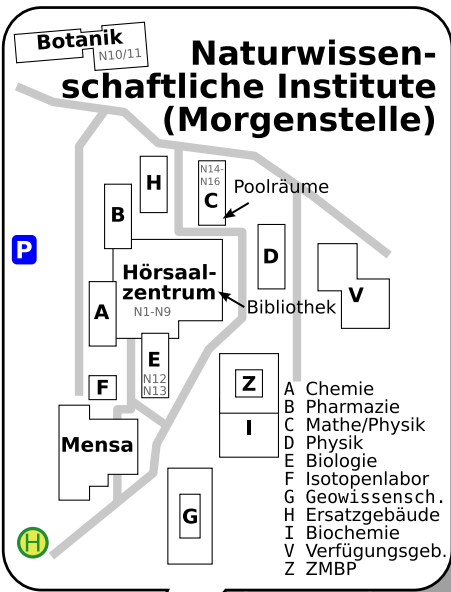 Botanik
N10/11
Naturwissen-
schaftliche Institute
(Morgenstelle)
H
N14-
N16
C
Poolräume
B
P
D
Hörsaal-
zentrum
N1-N9
Bibliothek
V
A
E
N12
N13
F
Z
I
Mensa
G
H
A Chemie
B Pharmazie
C Mathe/Physik
D Physik
E Biologie
F Isotopenlabor
G Geowissensch.
H Ersatzgebäude
I Biochemie
V Verfügungsgeb.
Z ZMBP